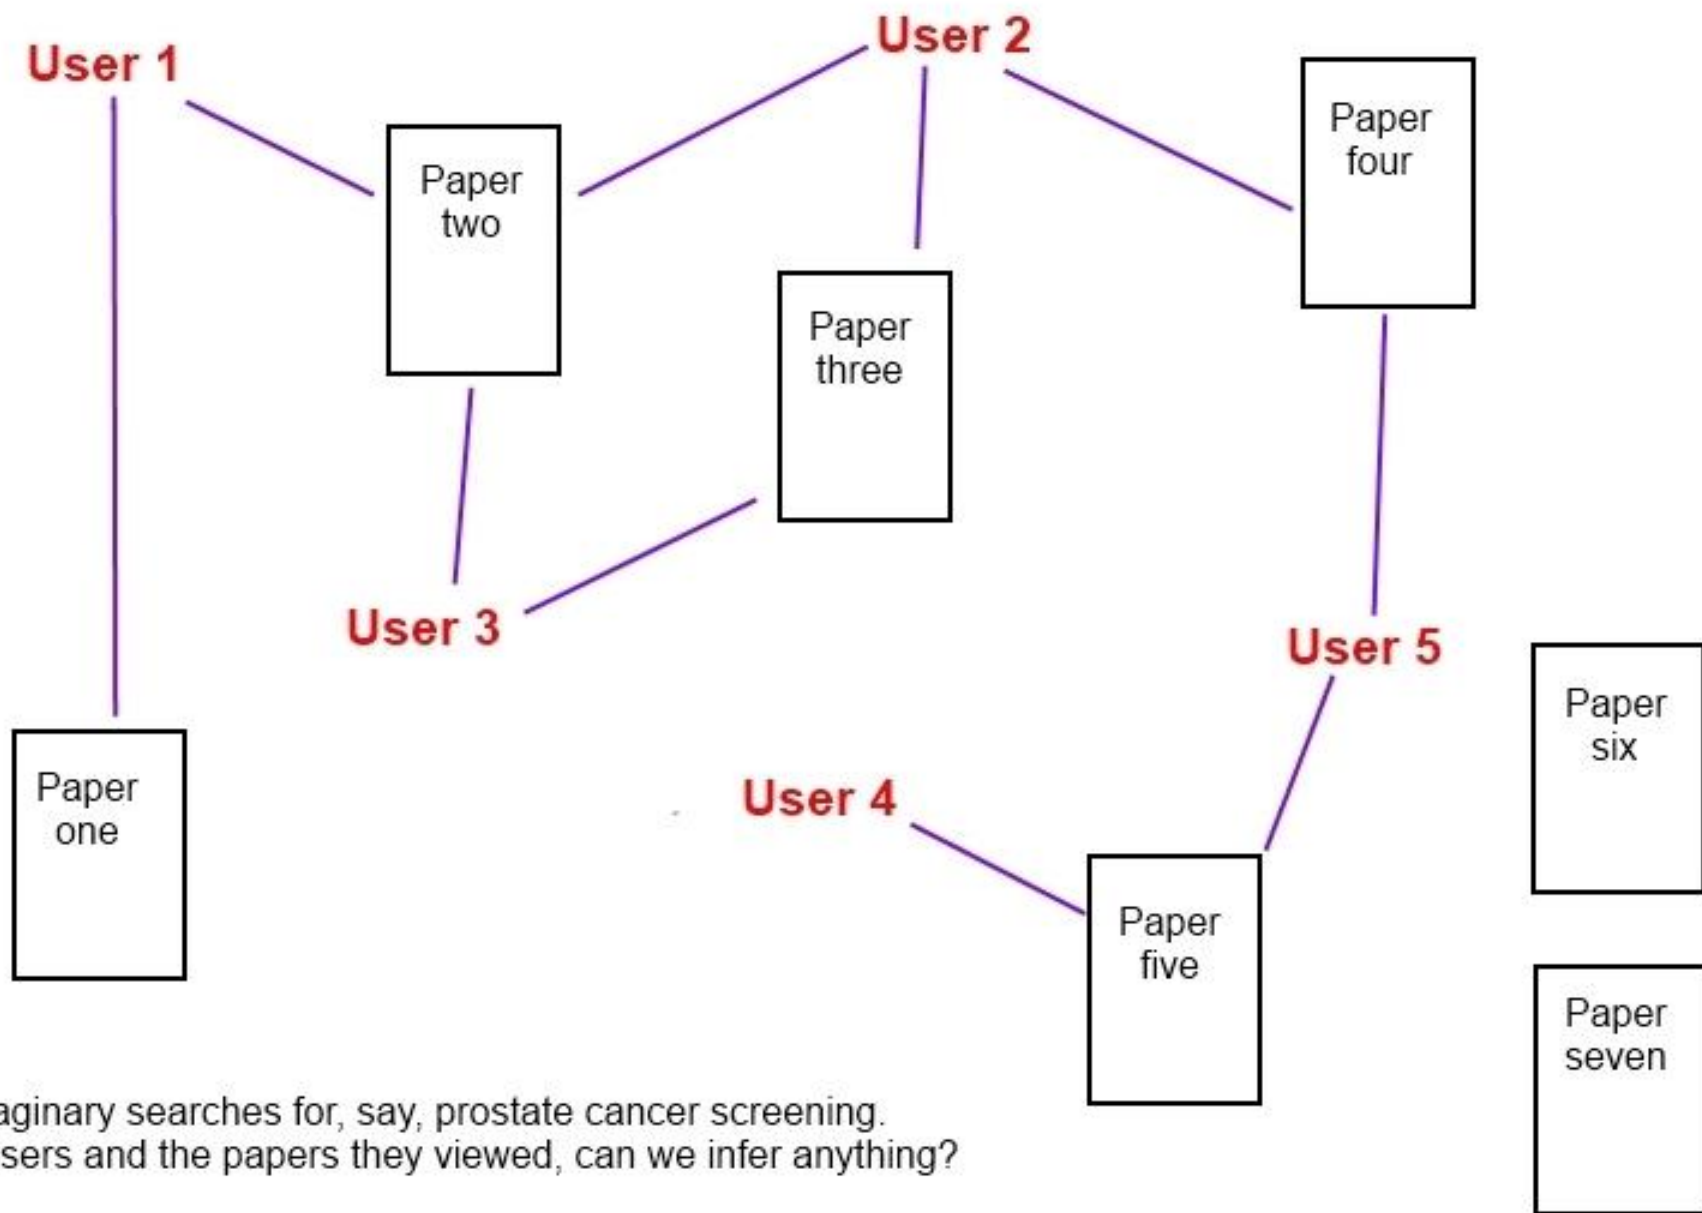 User 1
User 2
Paper
four
Paper
two
Paper
three
User 3
User 5
Paper
six
Paper
one
User 4
Paper
five
Paper
seven
aginary searches for, say, prostate cancer screening.
sers and the papers they viewed, can we infer anything?